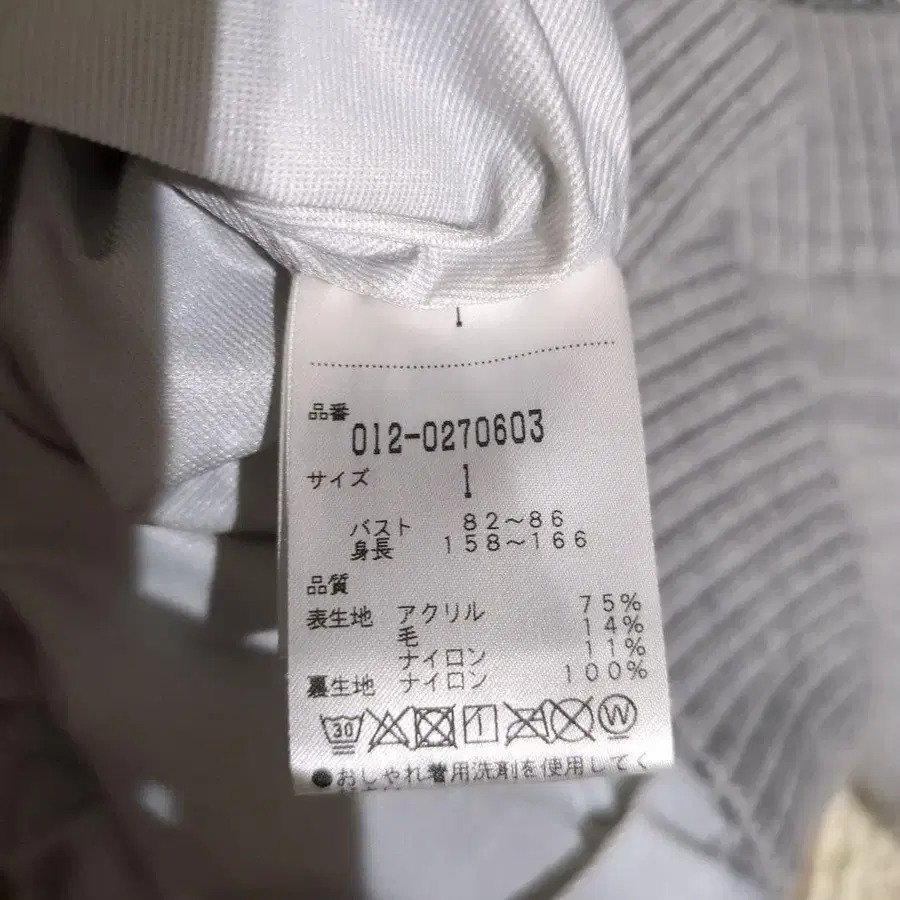 品番
012-0270603
サイズ 1
バスト 82～86
身長 158～166
品質
表生地 アクリル 75%
毛 14%
ナイロン 11%
裏生地 ナイロン 100%
30 W
●おしゃれ着用洗剤を使用してく